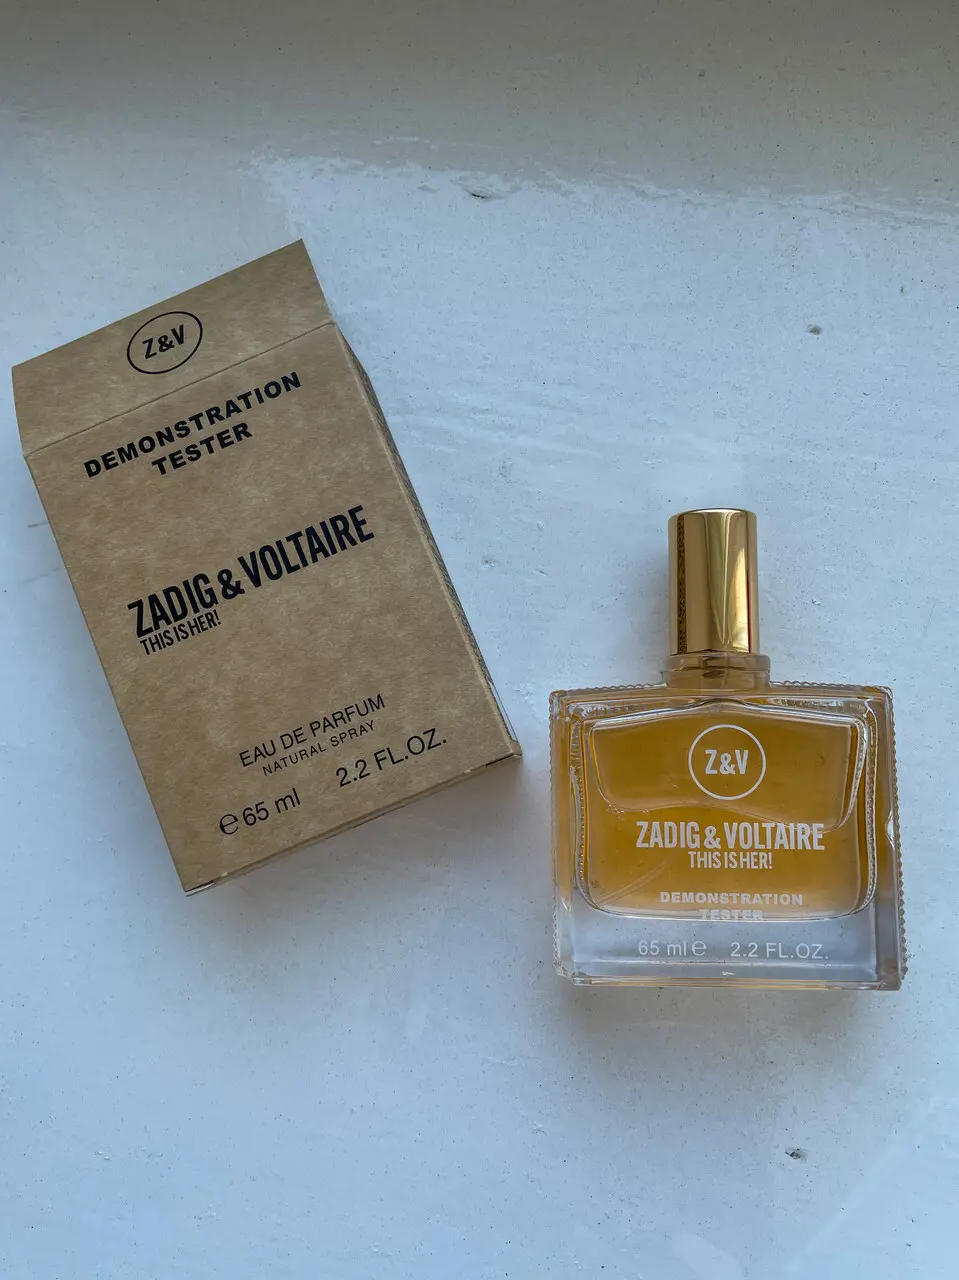 Z&V
DEMONSTRATION
TESTER
ZADIG & VOLTAIRE
THIS IS HER!
EAU DE PARFUM
NATURAL SPRAY
℮ 65 ml 2.2 FL.OZ.
Z&V
ZADIG & VOLTAIRE
THIS IS HER!
DEMONSTRATION
TESTER
65 ml ℮ 2.2 FL.OZ.